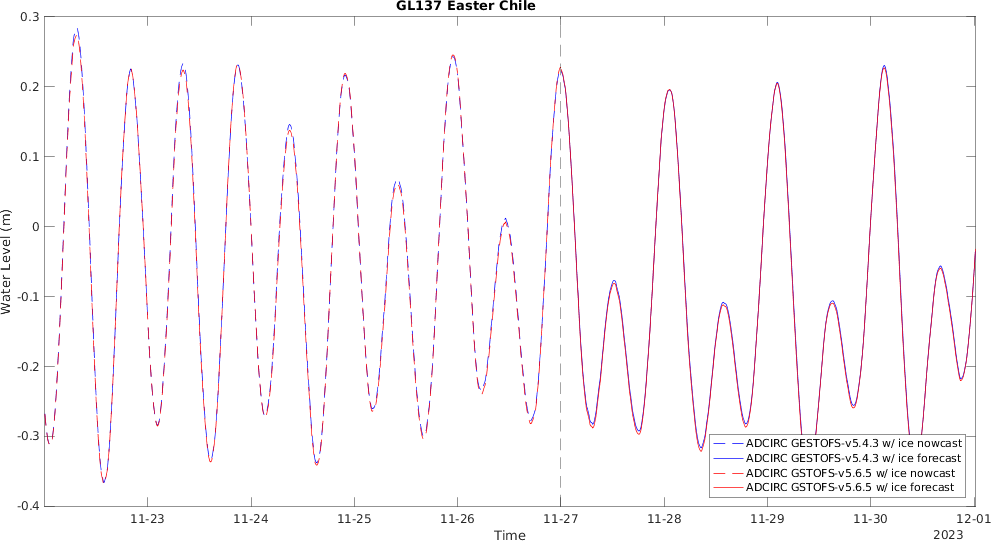 GL137 Easter Chile
0.3
0.2
0.1
0
-0.1
-0.2
-0.3
-0.4
Water Level (m)
ADCIRC GESTOFS-v5.4.3 w/ ice nowcast
ADCIRC GESTOFS-v5.4.3 w/ ice forecast
ADCIRC GSTOFS-v5.6.5 w/ ice nowcast
ADCIRC GSTOFS-v5.6.5 w/ ice forecast
11-23 11-24 11-25 11-26 11-27 11-28 11-29 11-30 12-01
Time
2023